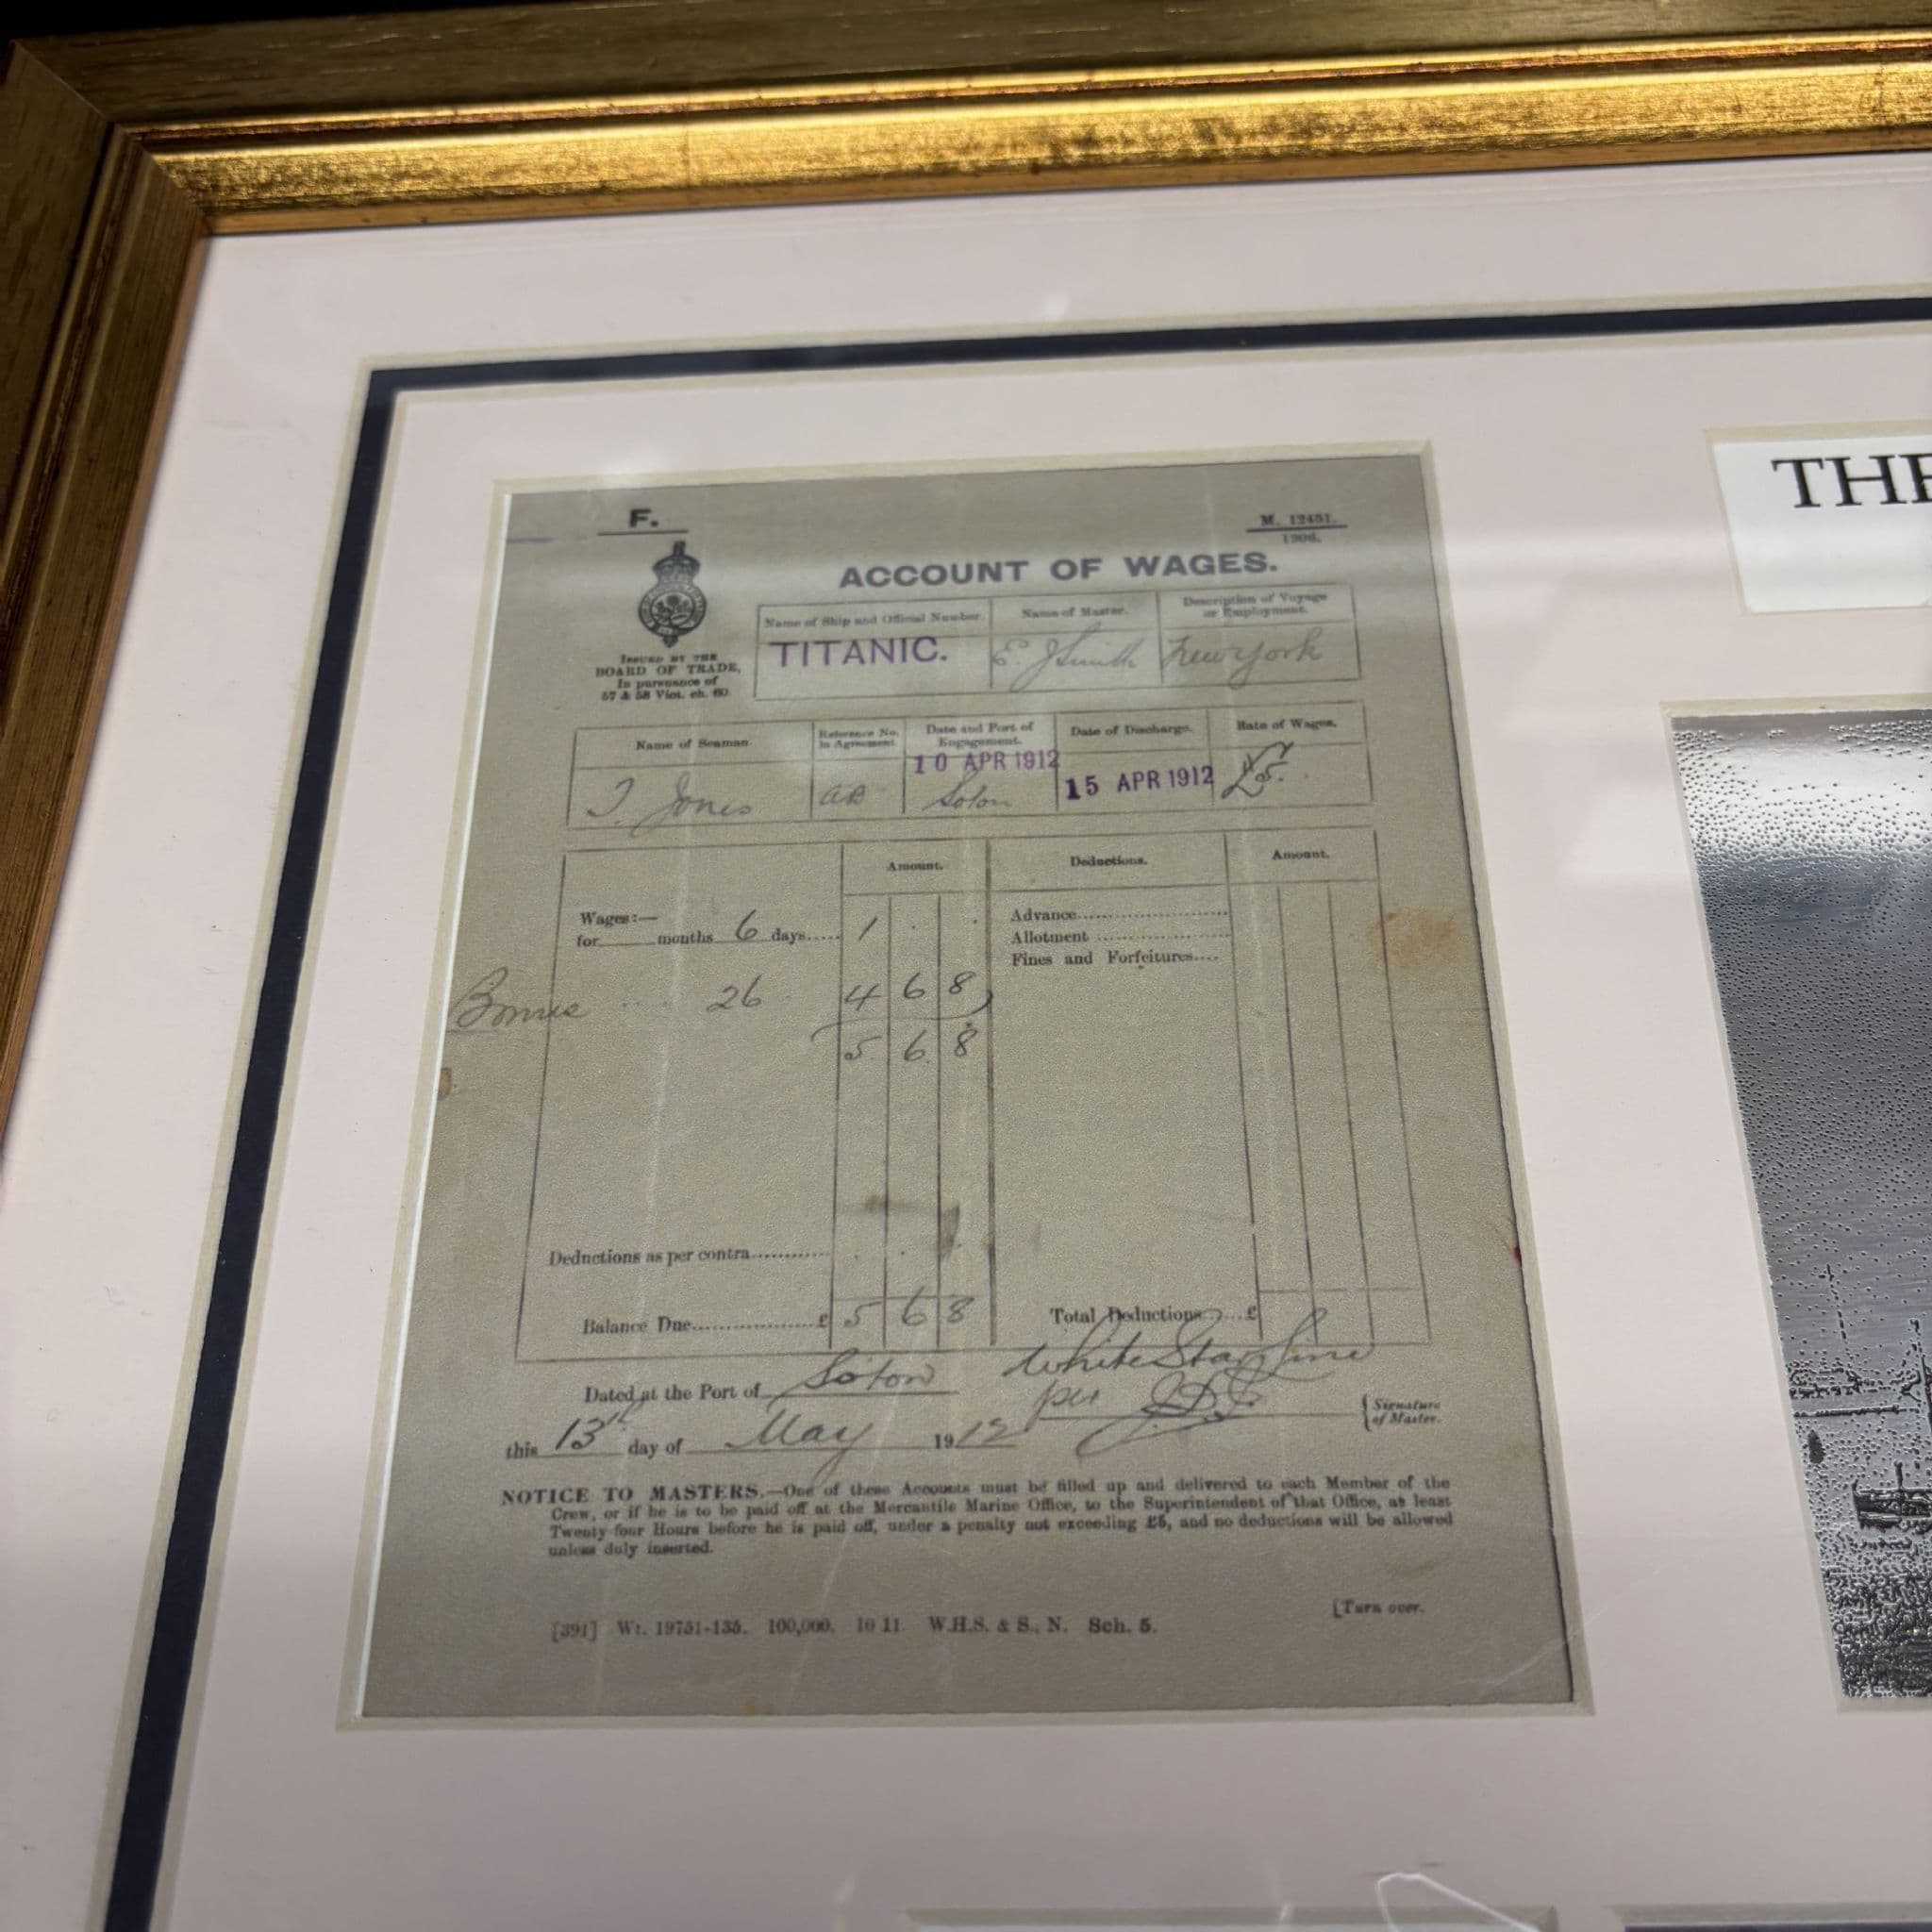 THE
F.
M. 12451.
1906.
ACCOUNT OF WAGES.
ISSUED BY THE
BOARD OF TRADE,
In pursuance of
57 & 58 Vict. ch. 60.
Name of Ship and Official Number.
Name of Master.
Description of Voyage
or Employment.
TITANIC.
E. J Smith
New York
Name of Seaman
Reference No.
in Agreement
Date and Port of
Engagement.
Date of Discharge.
Rate of Wages.
T. Jones
AB
10 APR 1912
Soton
15 APR 1912
£5.
Amount.
Deductions.
Amount.
Wages:—
for months 6 days..... 1 . .
Advance
Allotment
Fines and Forfeitures....
Bonus 26 4 6 8
5 6 8
Deductions as per contra
Balance Due £ 5 6 8
Total Deductions £
Dated at the Port of Soton
White Star Line
per
this 13th day of May 1912
{Signature
of Master.
NOTICE TO MASTERS.—One of these Accounts must be filled up and delivered to each Member of the
Crew, or if he is to be paid off at the Mercantile Marine Office, to the Superintendent of that Office, at least
Twenty-four Hours before he is paid off, under a penalty not exceeding £5, and no deductions will be allowed
unless duly inserted.
[Turn over.
[391] Wt. 19751-135. 100,000. 10 11. W.H.S. & S., N. Sch. 5.